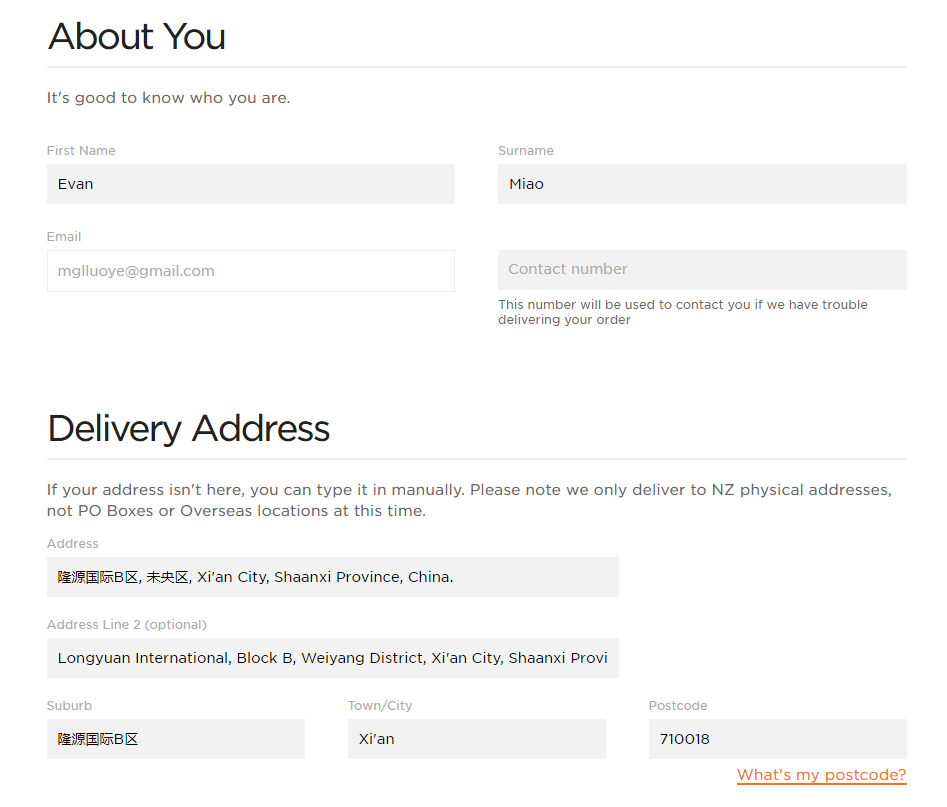 About You
It's good to know who you are.
First Name
Surname
Evan
Miao
Email
mglluoye@gmail.com
Contact number
This number will be used to contact you if we have trouble
delivering your order
Delivery Address
If your address isn't here, you can type it in manually. Please note we only deliver to NZ physical addresses,
not PO Boxes or Overseas locations at this time.
Address
隆源国际B区, 未央区, Xi'an City, Shaanxi Province, China.
Address Line 2 (optional)
Longyuan International, Block B, Weiyang District, Xi'an City, Shaanxi Provi
Suburb
Town/City
Postcode
隆源国际B区
Xi'an
710018
What's my postcode?